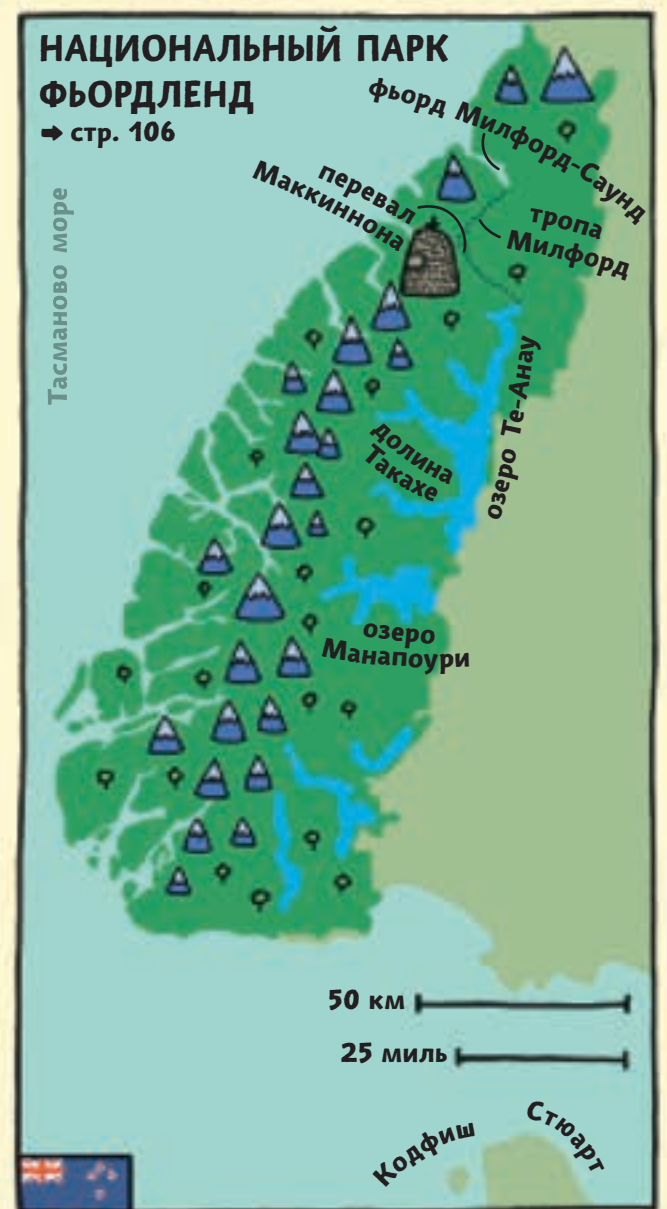 НАЦИОНАЛЬНЫЙ ПАРК
ФЬОРДЛЕНД
➡ стр. 106
фьорд Милфорд-Саунд
перевал
Маккиннона
тропа
Милфорд
Тасманово море
озеро Те-Анау
долина
Такахе
озеро
Манапоури
50 км
25 миль
Кодфиш
Стюарт